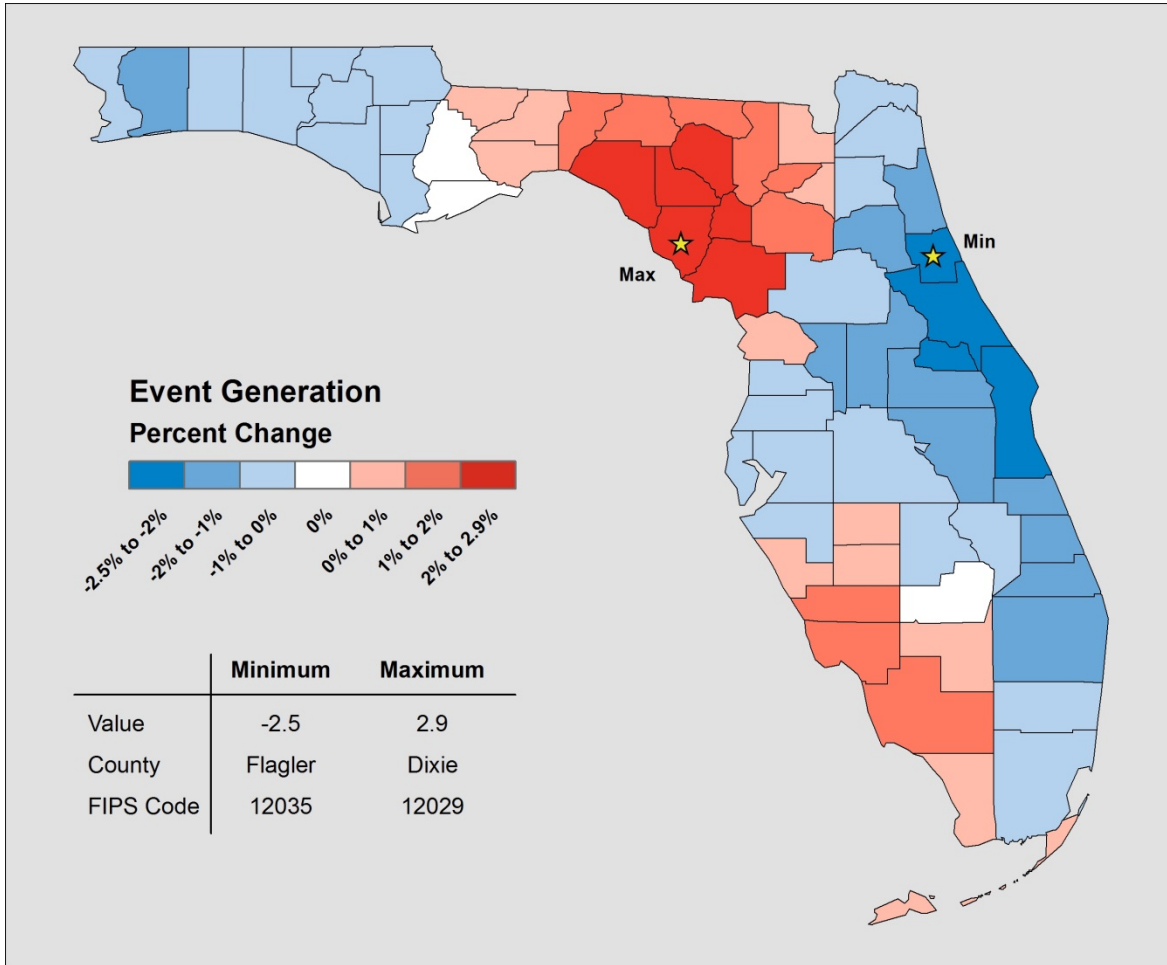 Min
Max
Event Generation
Percent Change
-2.5% to -2%
-2% to -1%
-1% to 0%
0%
0% to 1%
1% to 2%
2% to 2.9%
Minimum Maximum
Value -2.5 2.9
County Flagler Dixie
FIPS Code 12035 12029